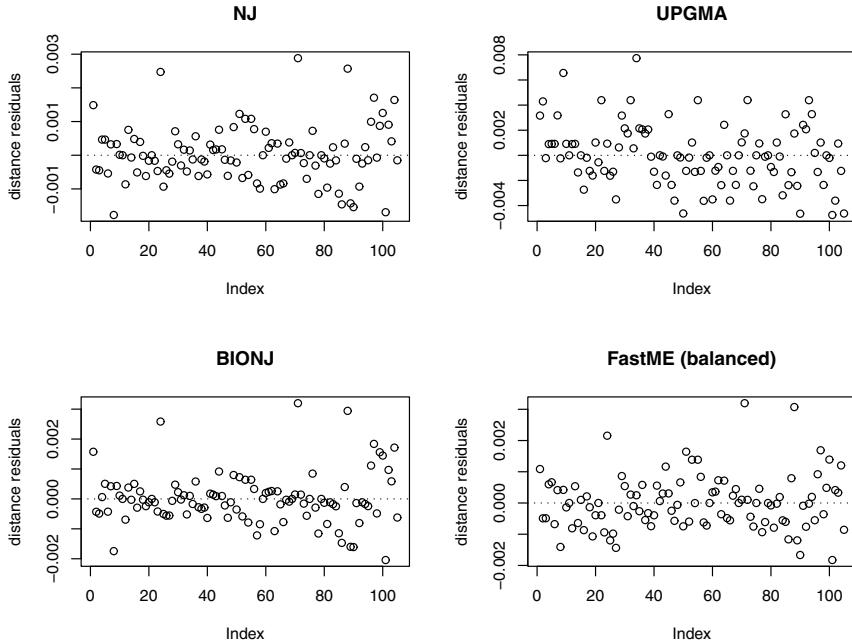 NJ
distance residuals
0.003
0.001
−0.001
0 20 40 60 80 100
Index
UPGMA
distance residuals
0.008
0.002
−0.004
0 20 40 60 80 100
Index
BIONJ
distance residuals
0.002
0.000
−0.002
0 20 40 60 80 100
Index
FastME (balanced)
distance residuals
0.002
0.000
−0.002
0 20 40 60 80 100
Index